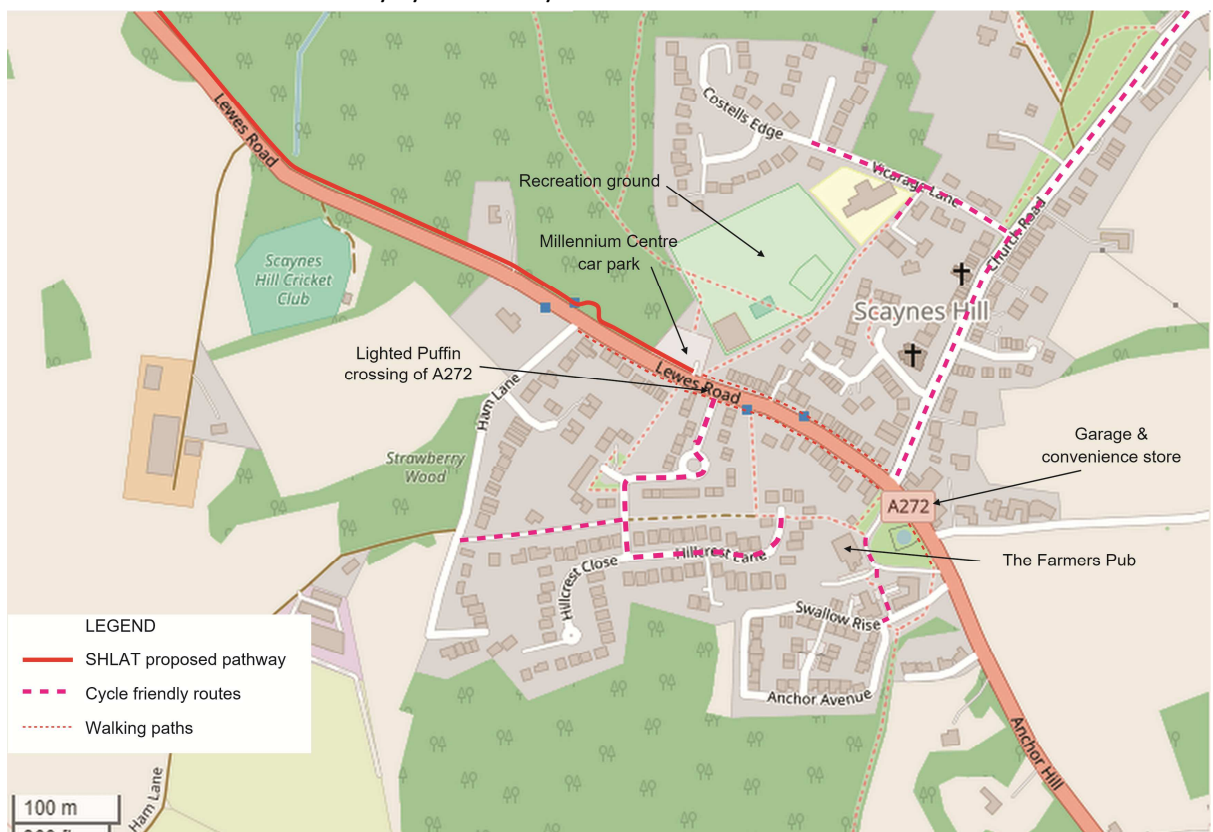 Lewes Road
Costells Edge
Vicarage Lane
Recreation ground
Church Road
Millennium Centre
car park
Scaynes
Hill Cricket
Club
Scaynes Hill
Lighted Puffin
crossing of A272
Lewes Road
Ham Lane
Strawberry
Wood
Garage &
convenience store
A272
Hillcrest Lane
The Farmers Pub
Hillcrest Close
Swallow Rise
LEGEND
SHLAT proposed pathway
Cycle friendly routes
Walking paths
Anchor Avenue
Anchor Hill
Ham Lane
100 m